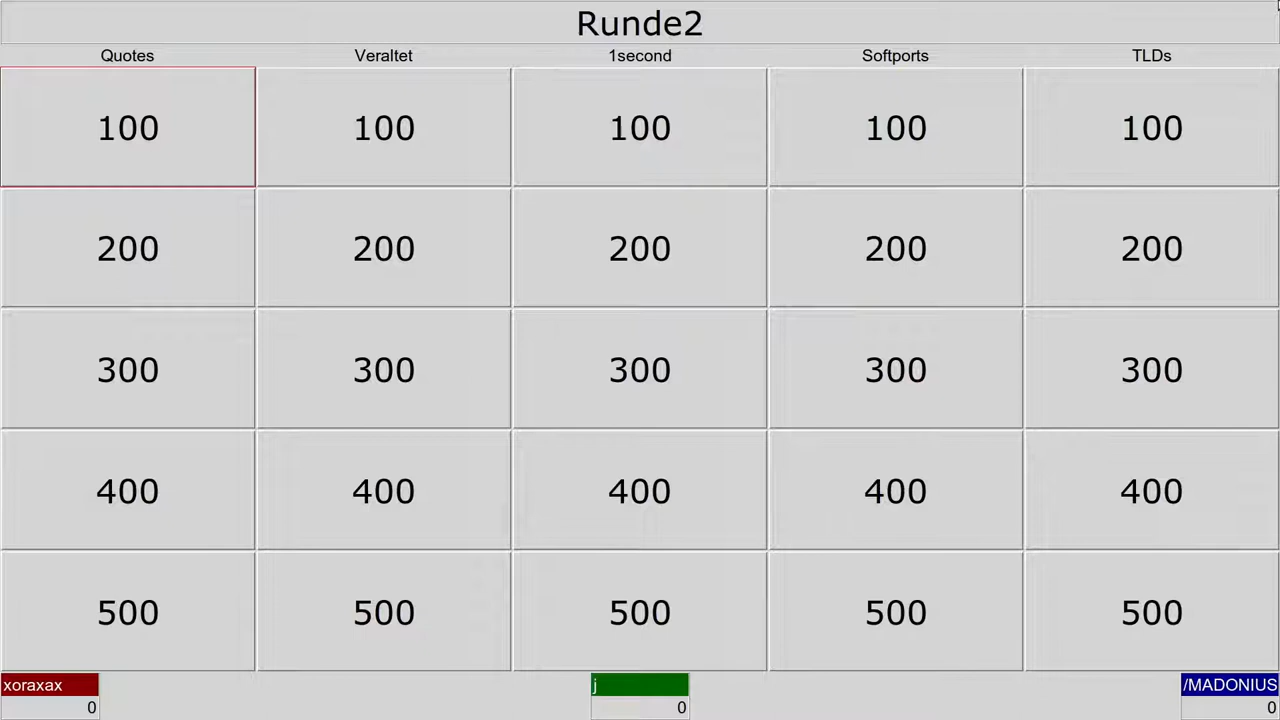 Runde2
Quotes Veraltet 1second Softports TLDs
100 100 100 100 100
200 200 200 200 200
300 300 300 300 300
400 400 400 400 400
500 500 500 500 500
xoraxax j /MADONIUS
0 0 0